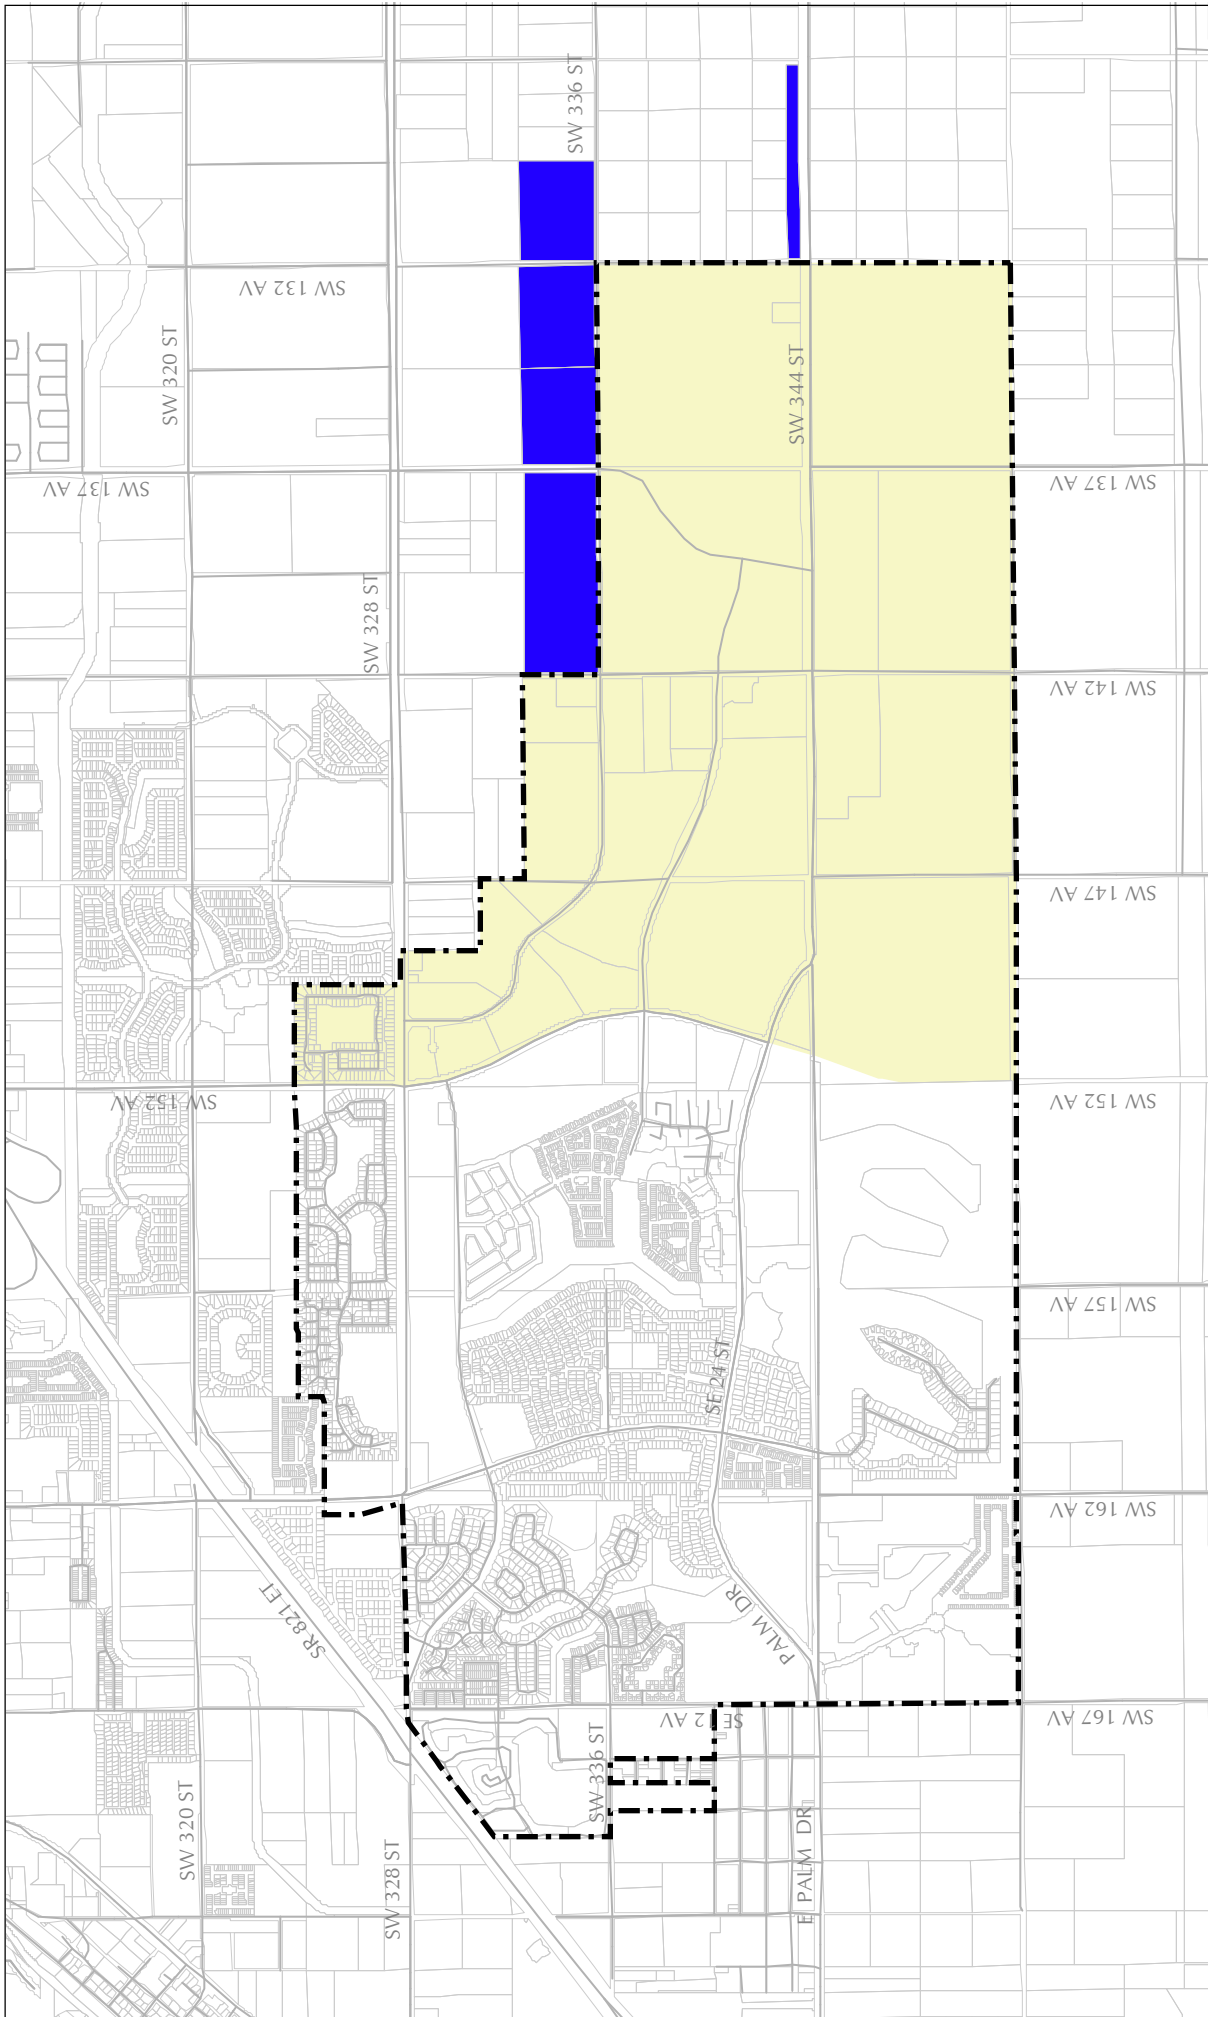 SW 336 ST
SW 132 AV
SW 320 ST
SW 344 ST
SW 137 AV
SW 137 AV
SW 328 ST
SW 142 AV
SW 147 AV
SW 152 AV
SW 152 AV
SW 157 AV
SE 24 ST
SW 162 AV
SR 821 ET
PALM DR
SE 12 AV
SW 167 AV
SW 336 ST
SW 320 ST
E PALM DR
SW 328 ST